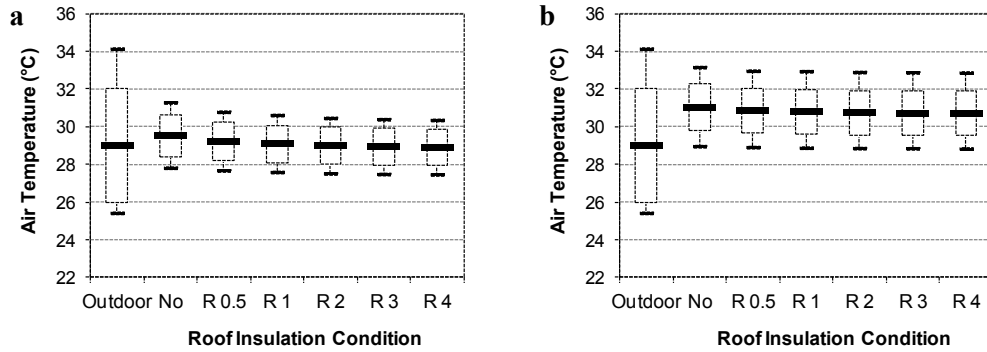 a
36
34
32
30
28
26
24
22
Air Temperature (°C)
Outdoor No R 0.5 R 1 R 2 R 3 R 4
Roof Insulation Condition
b
36
34
32
30
28
26
24
22
Air Temperature (°C)
Outdoor No R 0.5 R 1 R 2 R 3 R 4
Roof Insulation Condition